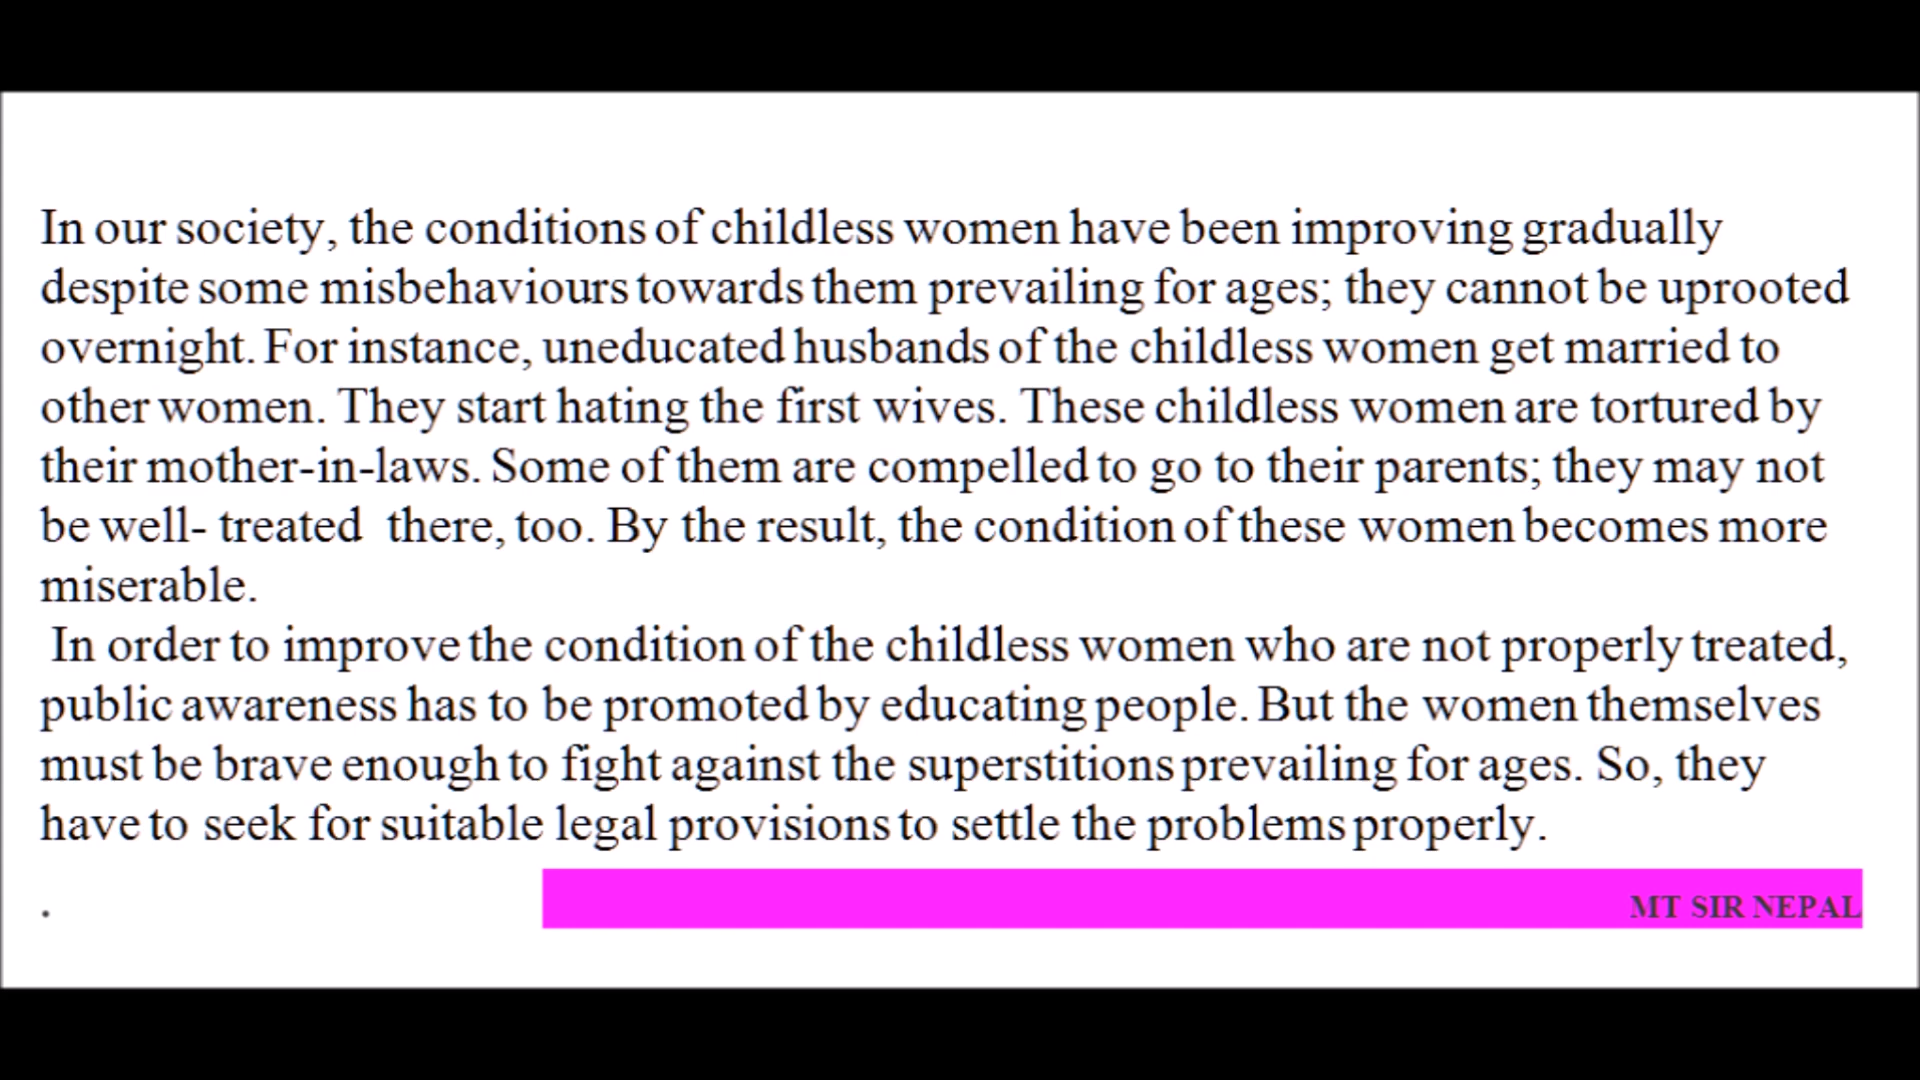 In our society, the conditions of childless women have been improving gradually
despite some misbehaviours towards them prevailing for ages; they cannot be uprooted
overnight. For instance, uneducated husbands of the childless women get married to
other women. They start hating the first wives. These childless women are tortured by
their mother-in-laws. Some of them are compelled to go to their parents; they may not
be well- treated  there, too. By the result, the condition of these women becomes more
miserable.
In order to improve the condition of the childless women who are not properly treated,
public awareness has to be promoted by educating people. But the women themselves
must be brave enough to fight against the superstitions prevailing for ages. So, they
have to seek for suitable legal provisions to settle the problems properly.
.
MT SIR NEPAL